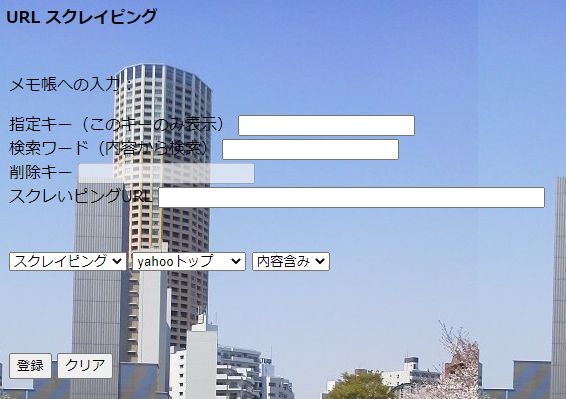 URL スクレイピング
メモ帳への入力：
指定キー（このキーのみ表示）
検索ワード（内容から検索）
削除キー
スクレいピングURL
スクレイピング yahooトップ 内容含み
登録 クリア